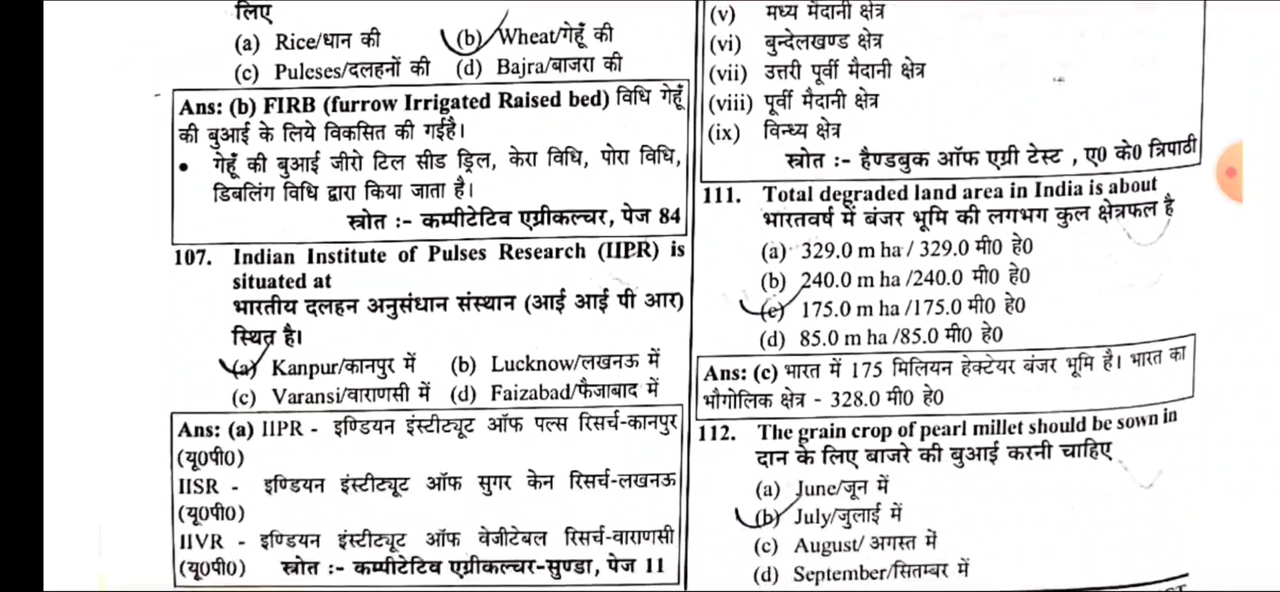 लिए
(a) Rice/धान की (b) Wheat/गेहूँ की
(c) Pulcses/दलहनों की (d) Bajra/बाजरा की
Ans: (b) FIRB (furrow Irrigated Raised bed) विधि गेहूँ
की बुआई के लिये विकसित की गईहै।
• गेहूँ की बुआई जीरो टिल सीड ड्रिल, केरा विधि, पोरा विधि,
डिबलिंग विधि द्वारा किया जाता है।
स्त्रोत :- कम्पीटेटिव एग्रीकल्चर, पेज 84
107. Indian Institute of Pulses Research (IIPR) is
situated at
भारतीय दलहन अनुसंधान संस्थान (आई आई पी आर)
स्थित है।
(a) Kanpur/कानपुर में (b) Lucknow/लखनऊ में
(c) Varansi/वाराणसी में (d) Faizabad/फैजाबाद में
Ans: (a) IIPR - इण्डियन इंस्टीट्यूट ऑफ पल्स रिसर्च-कानपुर
(यू0पी0)
IISR - इण्डियन इंस्टीट्यूट ऑफ सुगर केन रिसर्च-लखनऊ
(यू0पी0)
IIVR - इण्डियन इंस्टीट्यूट ऑफ वेजीटेबल रिसर्च-वाराणसी
(यू0पी0) स्त्रोत :- कम्पीटेटिव एग्रीकल्चर-सुण्डा, पेज 11
(v) मध्य मैदानी क्षेत्र
(vi) बुन्देलखण्ड क्षेत्र
(vii) उत्तरी पूर्वी मैदानी क्षेत्र
(viii) पूर्वी मैदानी क्षेत्र
(ix) विन्ध्य क्षेत्र
स्त्रोत :- हैण्डबुक ऑफ एग्री टेस्ट , ए0 के0 त्रिपाठी
111. Total degraded land area in India is about
भारतवर्ष में बंजर भूमि की लगभग कुल क्षेत्रफल है
(a) 329.0 m ha / 329.0 मी0 हे0
(b) 240.0 m ha /240.0 मी0 हे0
(c) 175.0 m ha /175.0 मी0 हे0
(d) 85.0 m ha /85.0 मी0 हे0
Ans: (c) भारत में 175 मिलियन हेक्टेयर बंजर भूमि है। भारत का
भौगोलिक क्षेत्र - 328.0 मी0 हे0
112. The grain crop of pearl millet should be sown in
दान के लिए बाजरे की बुआई करनी चाहिए
(a) June/जून में
(b) July/जुलाई में
(c) August/ अगस्त में
(d) September/सितम्बर में